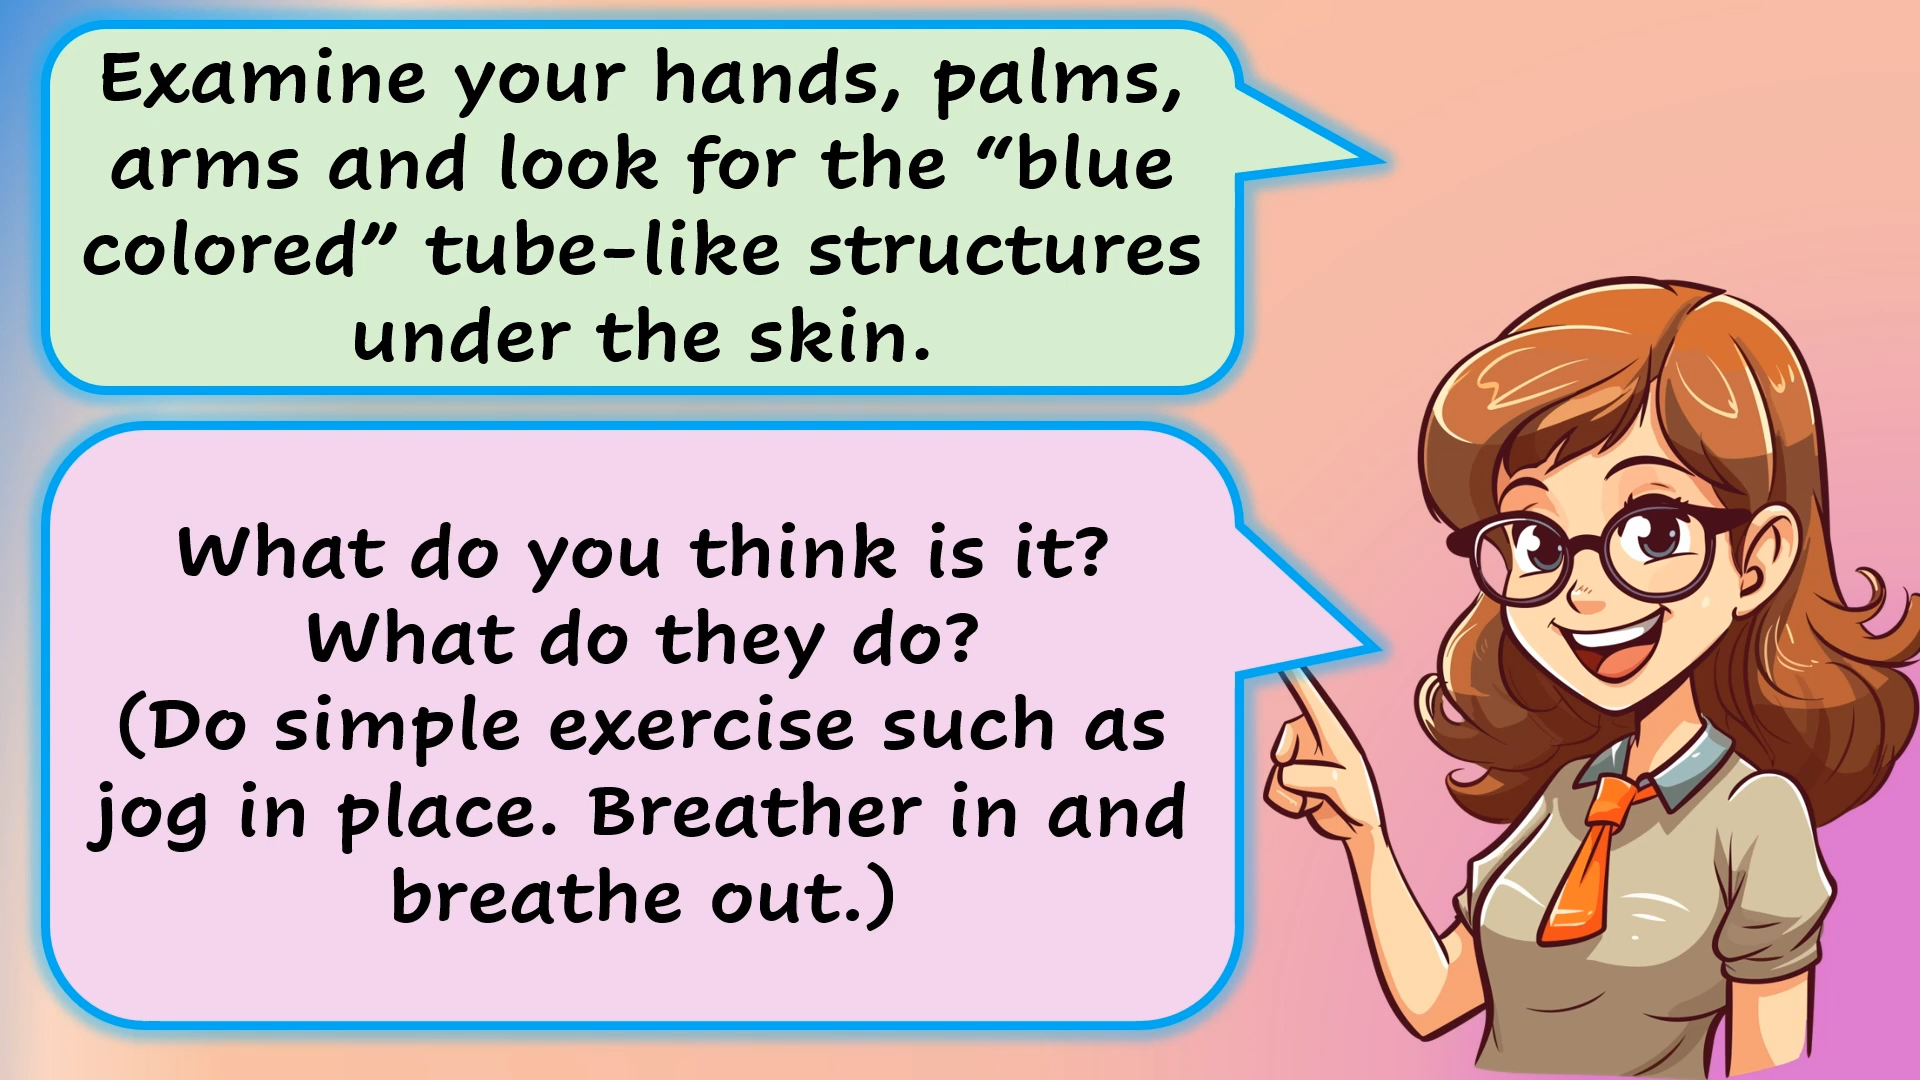 Examine your hands, palms,
arms and look for the “blue
colored” tube-like structures
under the skin.
What do you think is it?
What do they do?
(Do simple exercise such as
jog in place. Breather in and
breathe out.)